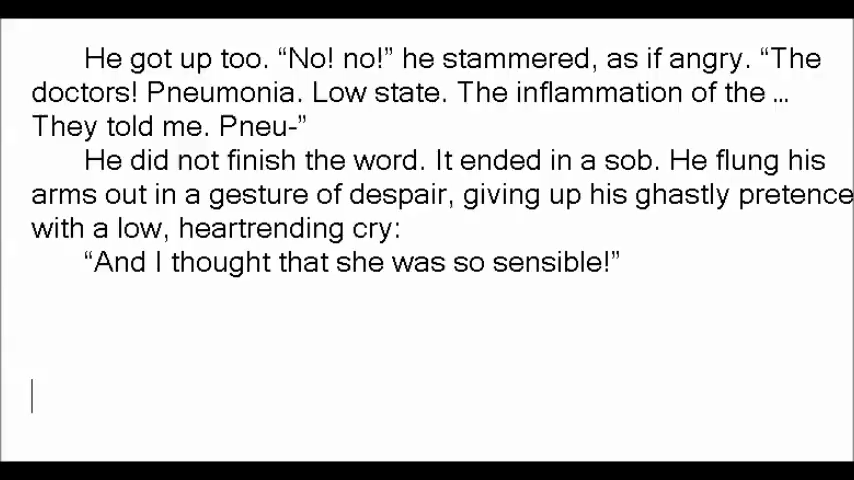 He got up too. “No! no!” he stammered, as if angry. “The
doctors! Pneumonia. Low state. The inflammation of the …
They told me. Pneu-”
He did not finish the word. It ended in a sob. He flung his
arms out in a gesture of despair, giving up his ghastly pretence
with a low, heartrending cry:
“And I thought that she was so sensible!”